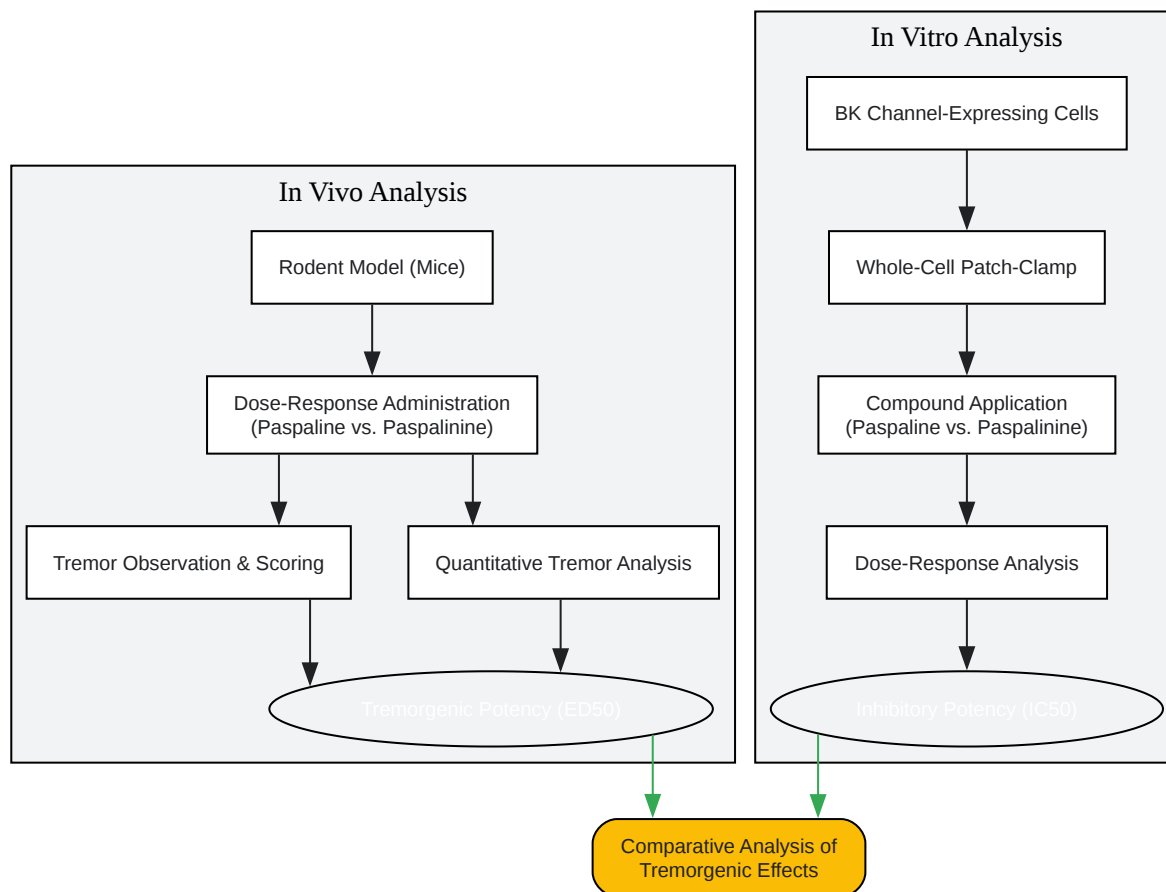 In Vivo Analysis
Rodent Model (Mice)
Dose-Response Administration
(Paspaline vs. Paspalinine)
Tremor Observation & Scoring
Quantitative Tremor Analysis
Tremorgenic Potency (ED50)
In Vitro Analysis
BK Channel-Expressing Cells
Whole-Cell Patch-Clamp
Compound Application
(Paspaline vs. Paspalinine)
Dose-Response Analysis
Inhibitory Potency (IC50)
Comparative Analysis of
Tremorgenic Effects